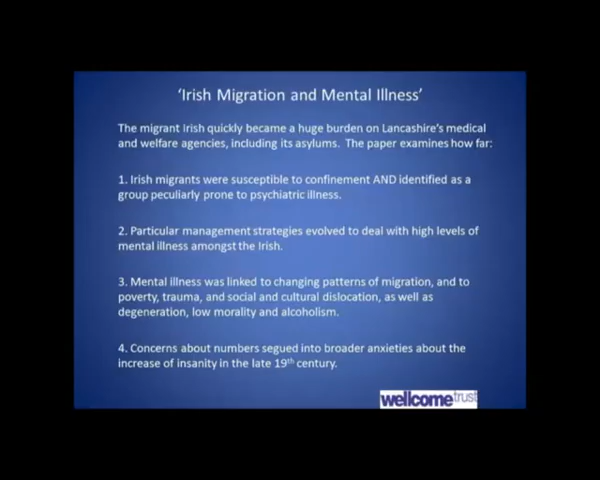 ‘Irish Migration and Mental Illness’
The migrant Irish quickly became a huge burden on Lancashire’s medical
and welfare agencies, including its asylums.  The paper examines how far:
1. Irish migrants were susceptible to confinement AND identified as a
group peculiarly prone to psychiatric illness.
2. Particular management strategies evolved to deal with high levels of
mental illness amongst the Irish.
3. Mental illness was linked to changing patterns of migration, and to
poverty, trauma, and social and cultural dislocation, as well as
degeneration, low morality and alcoholism.
4. Concerns about numbers segued into broader anxieties about the
increase of insanity in the late 19th century.
wellcometrust